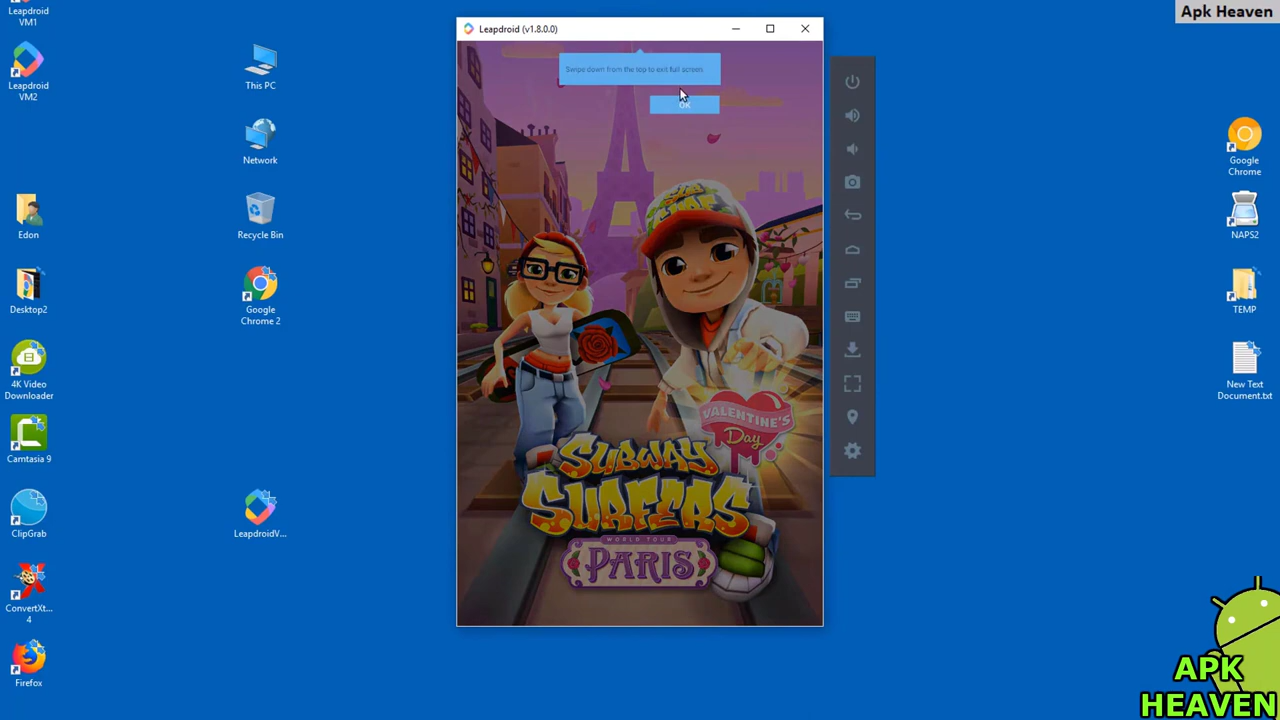 Leapdroid
VM1
Leapdroid
VM2
Edon
Desktop2
4K Video
Downloader
Camtasia 9
ClipGrab
ConvertXt...
4
Firefox
This PC
Network
Recycle Bin
Google
Chrome 2
LeapdroidV...
Leapdroid (v1.8.0.0)
Swipe down from the top to exit full screen
OK
VALENTINE'S
Day
SUBWAY
SURFERS
WORLD TOUR
PARIS
Apk Heaven
Google
Chrome
NAPS2
TEMP
New Text
Document.txt
APK
HEAVEN